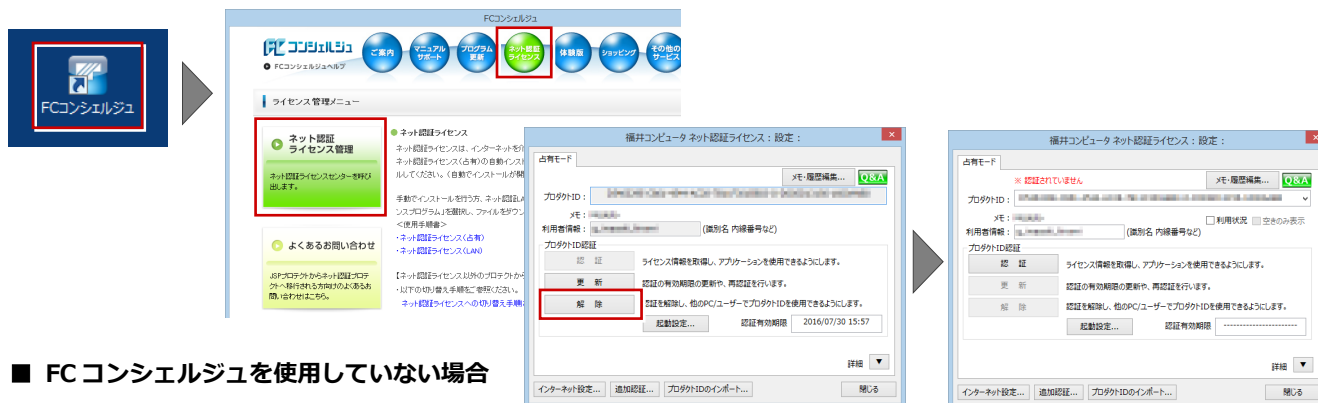 FCコンシェルジュ
FCコンシェルジュ
FC コンシェルジュ
FCコンシェルジュヘルプ
ご案内
マニュアル
サポート
プログラム
更新
ネット認証
ライセンス
体験版
ショッピング
その他の
サービス
ライセンス管理メニュー
ネット認証
ライセンス管理
ネット認証ライセンスセンターを呼び
出します。
よくあるお問い合わせ
JSPプロテクトからネット認証プロテ
クトへ移行される方向けのよくあるお
問い合わせはこちら。
ネット認証ライセンス
ネット認証ライセンスは、インターネットを
ネット認証ライセンス(占有)の自動インス
ルしてください。(自動でインストールが開
手動でインストールを行う方、ネット認証LA
ンスプログラム」を選択し、ファイルをダウン
<使用手順書>
・ネット認証ライセンス(占有)
・ネット認証ライセンス(LAN)
【ネット認証ライセンス以外のプロテクトから
・以下の切り替え手順をご参照ください。
ネット認証ライセンスへの切り替え手順
福井コンピュータ ネット認証ライセンス：設定：
占有モード
メモ・履歴編集... Q&A
プロダクトID：
メモ：
利用者情報： (識別名 内線番号など)
プロダクトID認証
認 証 ライセンス情報を取得し、アプリケーションを使用できるようにします。
更 新 認証の有効期限の更新や、再認証を行います。
解 除 認証を解除し、他のPC/ユーザーでプロダクトIDを使用できるようにします。
起動設定... 認証有効期限 2016/07/30 15:57
詳細 ▼
インターネット設定... 追加認証... プロダクトIDのインポート... 閉じる
福井コンピュータ ネット認証ライセンス：設定：
占有モード
※ 認証されていません メモ・履歴編集... Q&A
プロダクトID：
メモ： 利用状況 空きのみ表示
利用者情報： (識別名 内線番号など)
プロダクトID認証
認 証 ライセンス情報を取得し、アプリケーションを使用できるようにします。
更 新 認証の有効期限の更新や、再認証を行います。
解 除 認証を解除し、他のPC/ユーザーでプロダクトIDを使用できるようにします。
起動設定... 認証有効期限 ------------------------
詳細 ▼
インターネット設定... 追加認証... プロダクトIDのインポート... 閉じる
■ FC コンシェルジュを使用していない場合